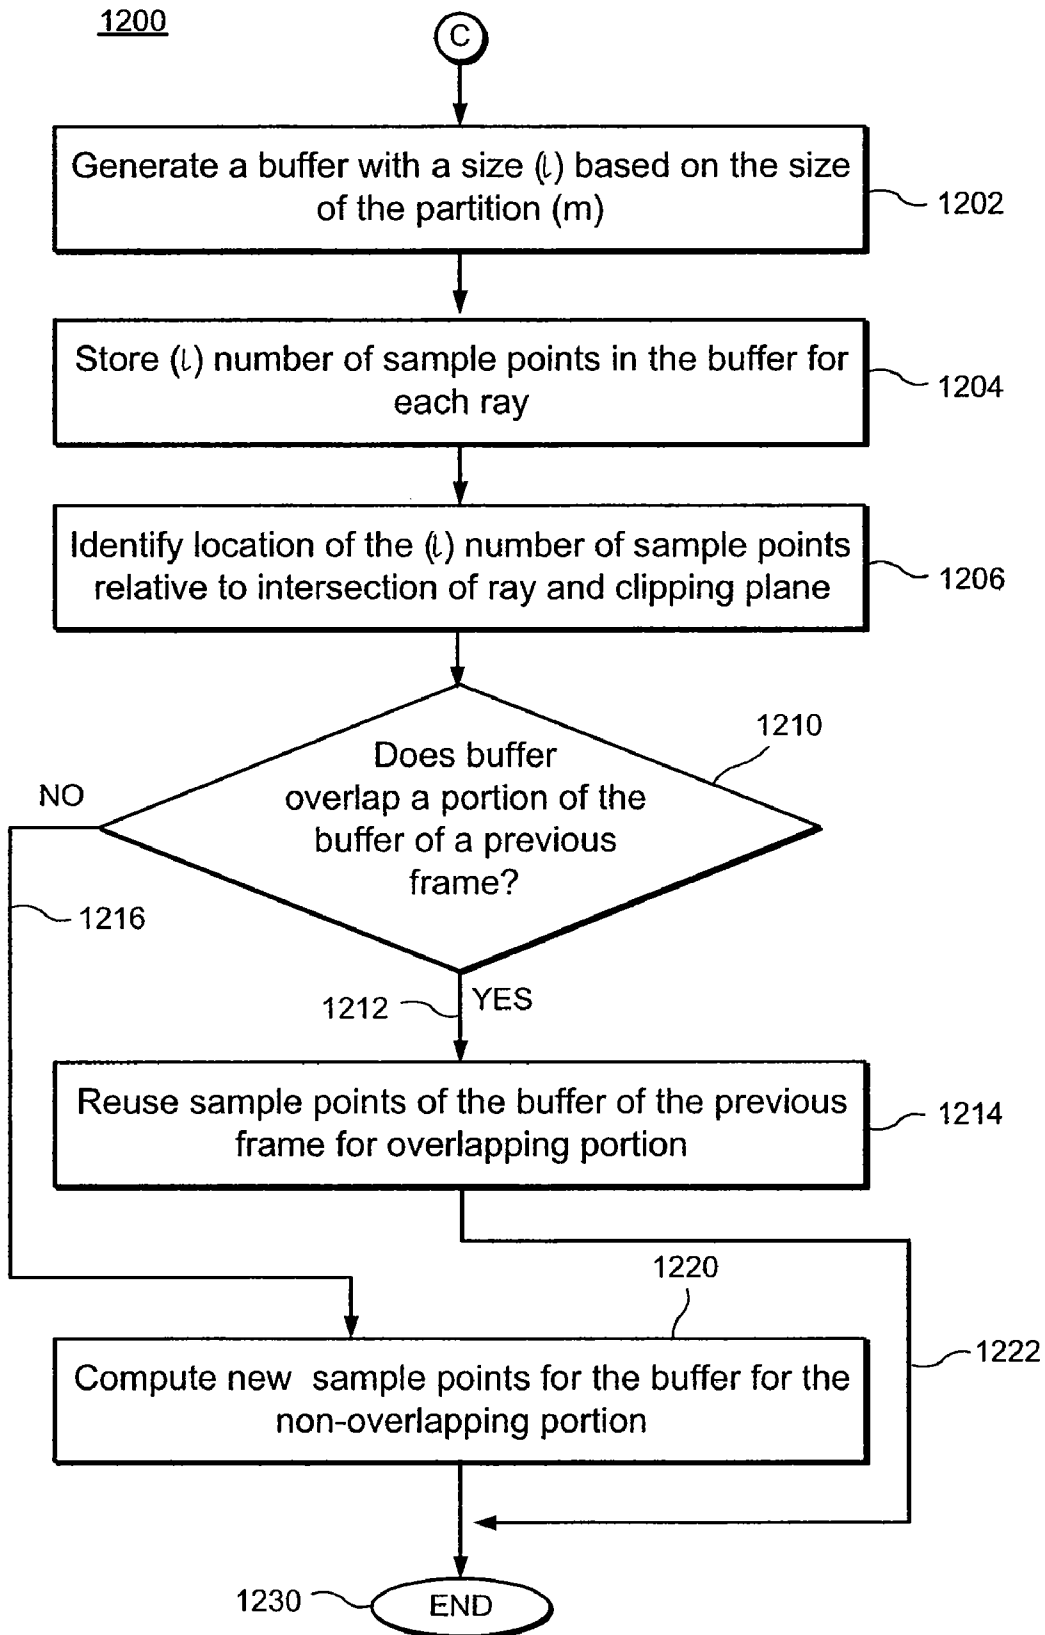 1200
C
Generate a buffer with a size (l) based on the size
of the partition (m)
1202
Store (l) number of sample points in the buffer for
each ray
1204
Identify location of the (l) number of sample points
relative to intersection of ray and clipping plane
1206
1210
Does buffer
overlap a portion of the
buffer of a previous
frame?
NO
1216
1212
YES
Reuse sample points of the buffer of the previous
frame for overlapping portion
1214
1220
Compute new sample points for the buffer for the
non-overlapping portion
1222
1230
END